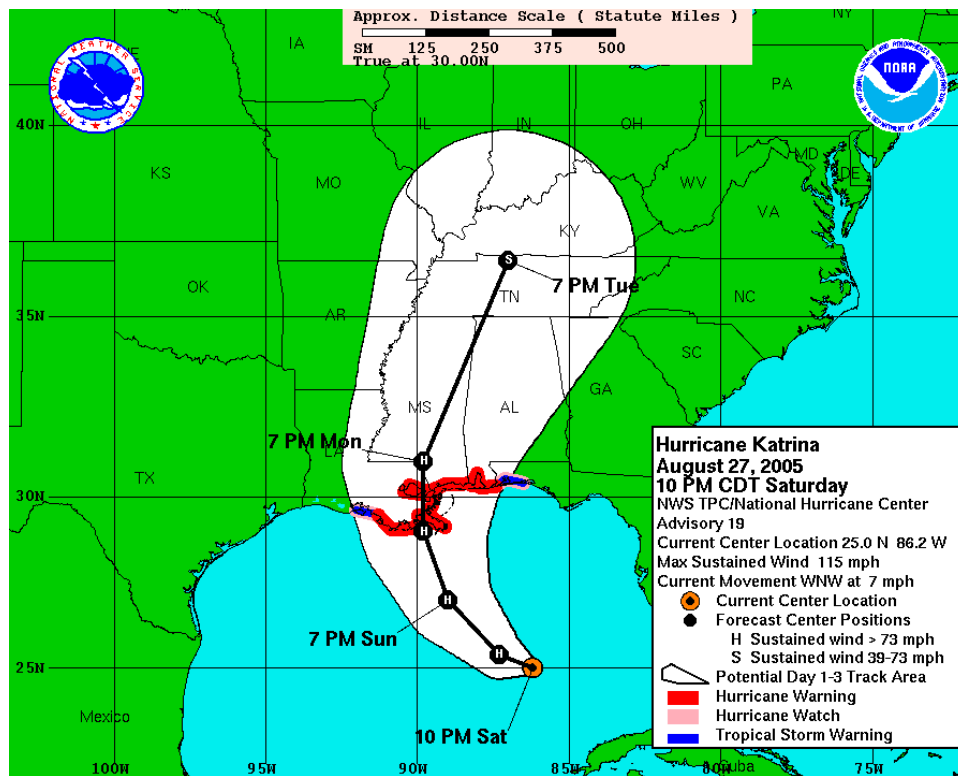 Approx. Distance Scale ( Statute Miles )
SM 125 250 375 500
True at 30.00N
NATIONAL WEATHER SERVICE
NOAA
NY
IA
PA
40N
IL
IN
OH
MD
DE
KS
MO
WV
VA
KY
OK
7 PM Tue
S
TN
NC
35N
AR
SC
GA
MS
AL
7 PM Mon
LA
H
TX
30N
H
H
7 PM Sun
H
25N
Mexico
10 PM Sat
Cuba
100W
95W
90W
85W
80W
75W
Hurricane Katrina
August 27, 2005
10 PM CDT Saturday
NWS TPC/National Hurricane Center
Advisory 19
Current Center Location 25.0 N 86.2 W
Max Sustained Wind 115 mph
Current Movement WNW at 7 mph
Current Center Location
Forecast Center Positions
H Sustained wind > 73 mph
S Sustained wind 39-73 mph
Potential Day 1-3 Track Area
Hurricane Warning
Hurricane Watch
Tropical Storm Warning